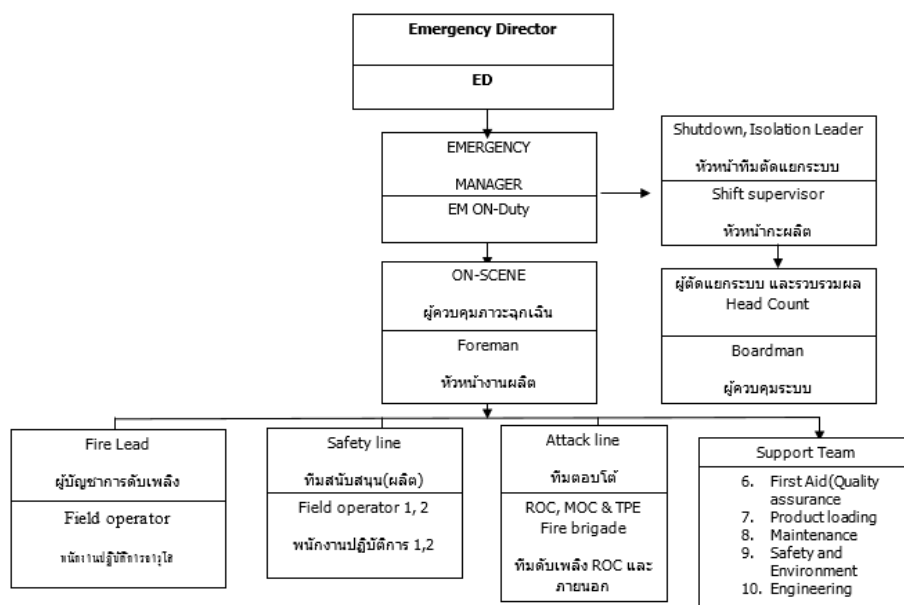 Emergency Director
ED
EMERGENCY
MANAGER
EM ON-Duty
Shutdown, Isolation Leader
หัวหน้าทีมตัดแยกระบบ
Shift supervisor
หัวหน้ากะผลิต
ON-SCENE
ผู้ควบคุมภาวะฉุกเฉิน
Foreman
หัวหน้างานผลิต
ผู้ตัดแยกระบบ และรวบรวมผล
Head Count
Boardman
ผู้ควบคุมระบบ
Fire Lead
ผู้บัญชาการดับเพลิง
Field operator
Safety line
ทีมสนับสนุน(ผลิต)
Field operator 1, 2
พนักงานปฏิบัติการ 1,2
Attack line
ทีมตอบโต้
ROC, MOC & TPE
Fire brigade
ทีมดับเพลิง ROC และ
ภายนอก
Support Team
6. First Aid(Quality
assurance
7. Product loading
8. Maintenance
9. Safety and
Environment
10. Engineering